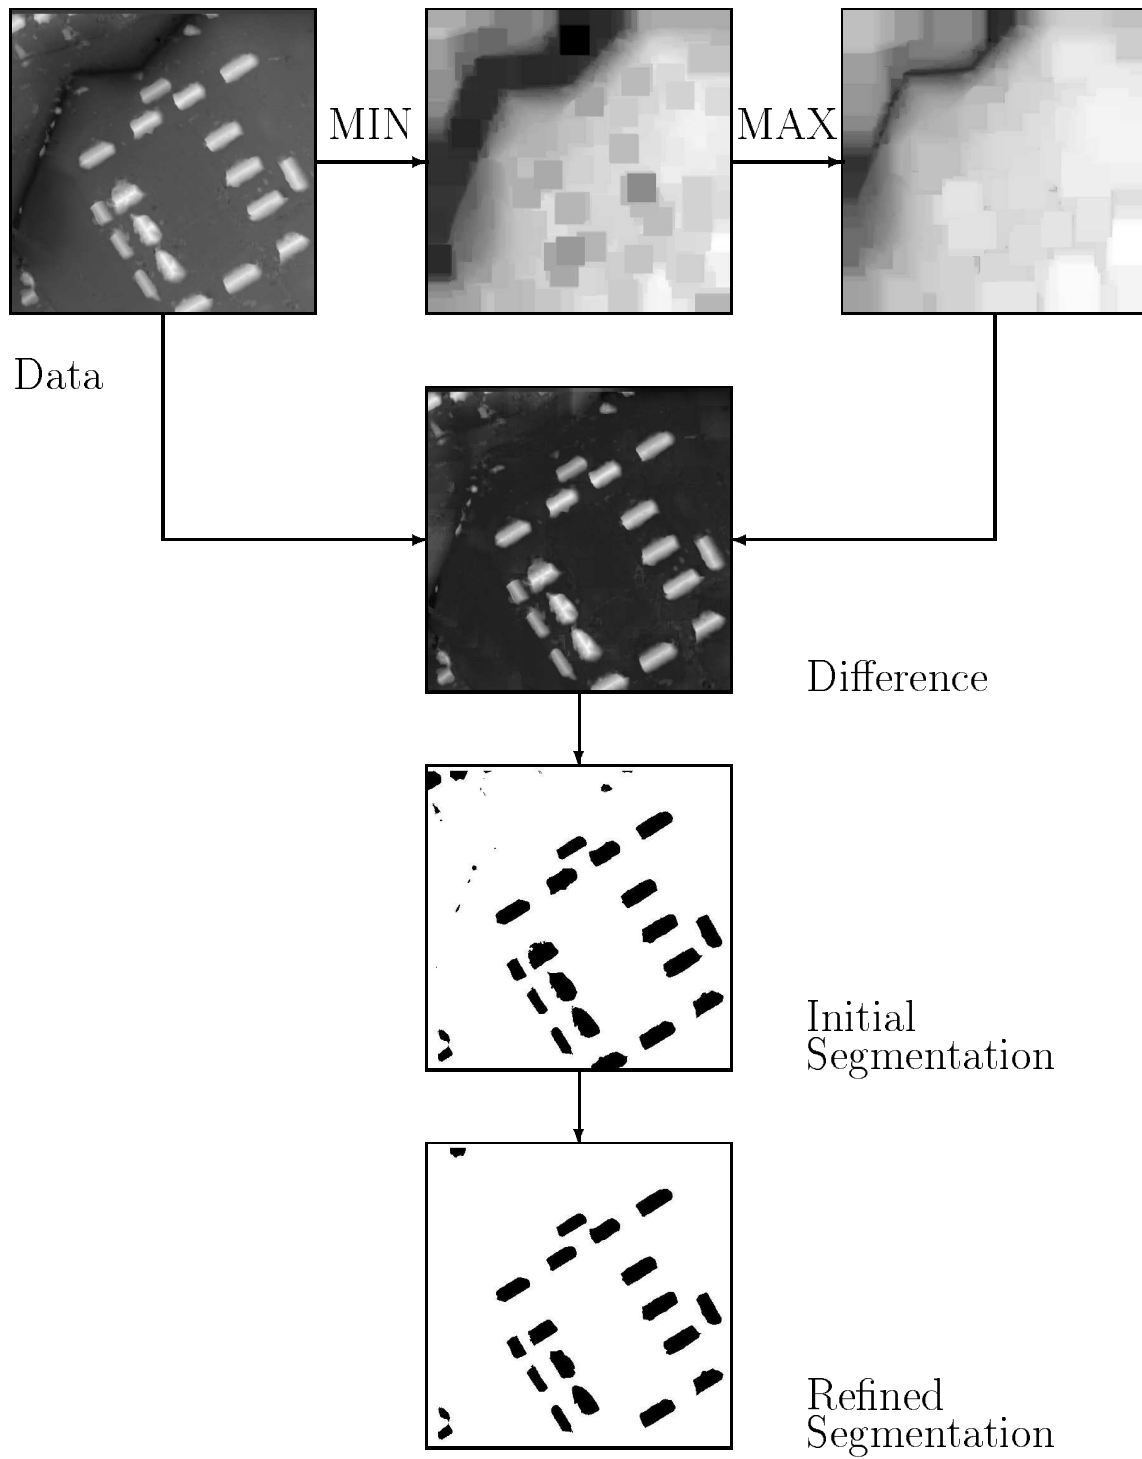 MIN
MAX
Data
Difference
Initial
Segmentation
Refined
Segmentation